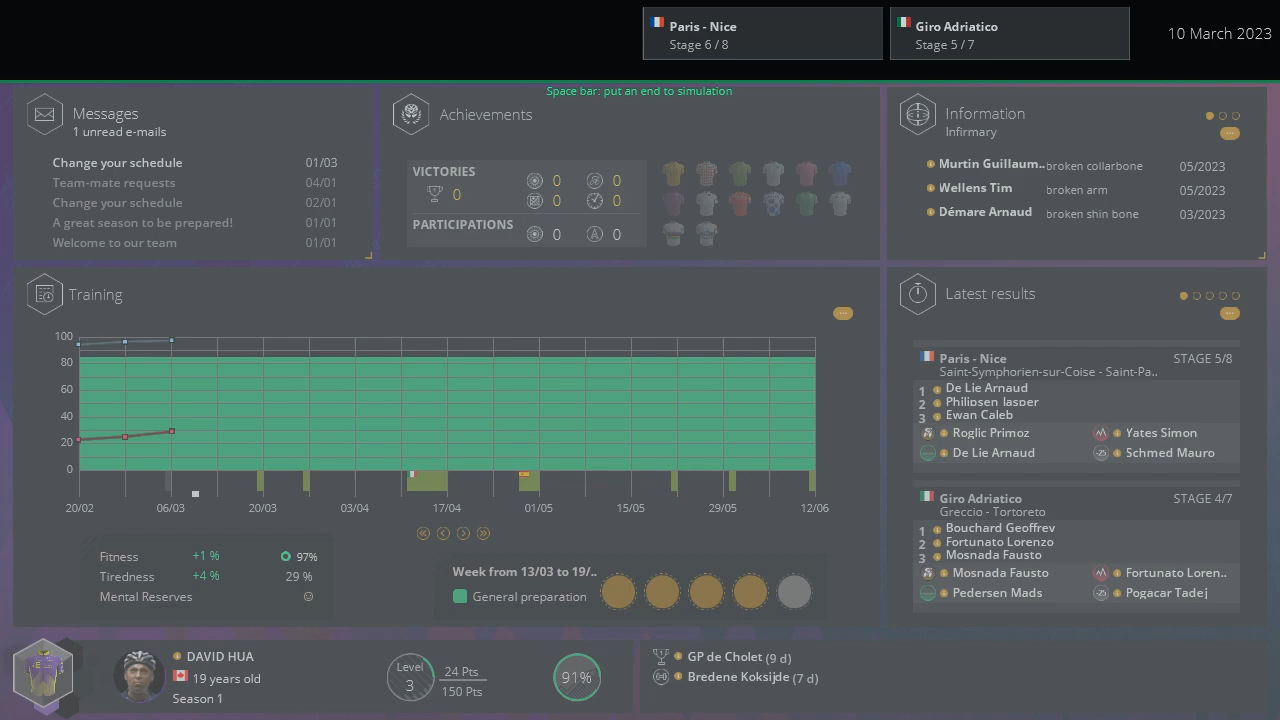 Paris - Nice
Stage 6 / 8
Giro Adriatico
Stage 5 / 7
10 March 2023
Space bar: put an end to simulation
Messages
1 unread e-mails
Change your schedule 01/03
Team-mate requests 04/01
Change your schedule 02/01
A great season to be prepared! 01/01
Welcome to our team 01/01
Achievements
VICTORIES
0
0 0
0 0
PARTICIPATIONS
0 0
Information
Infirmary
Murtin Guillaum.. broken collarbone 05/2023
Wellens Tim broken arm 05/2023
Démare Arnaud broken shin bone 03/2023
Training
100
80
60
40
20
0
20/02 06/03 20/03 03/04 17/04 01/05 15/05 29/05 12/06
Fitness +1 % 97%
Tiredness +4 % 29 %
Mental Reserves
Week from 13/03 to 19/..
General preparation
Latest results
Paris - Nice STAGE 5/8
Saint-Symphorien-sur-Coise - Saint-Pa..
1 De Lie Arnaud
2 Philipsen Jasper
3 Ewan Caleb
Roglic Primoz Yates Simon
De Lie Arnaud -25 Schmed Mauro
Giro Adriatico STAGE 4/7
Greccio - Tortoreto
1 Bouchard Geoffrey
2 Fortunato Lorenzo
3 Mosnada Fausto
Mosnada Fausto Fortunato Loren..
Pedersen Mads -25 Pogacar Tadej
DAVID HUA
19 years old
Season 1
Level
3
24 Pts
150 Pts
91%
GP de Cholet (9 d)
Bredene Koksijde (7 d)